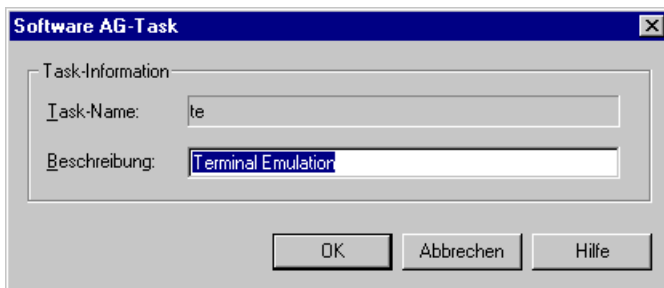 Software AG-Task
Task-Information
Task-Name: te
Beschreibung: Terminal Emulation
OK Abbrechen Hilfe